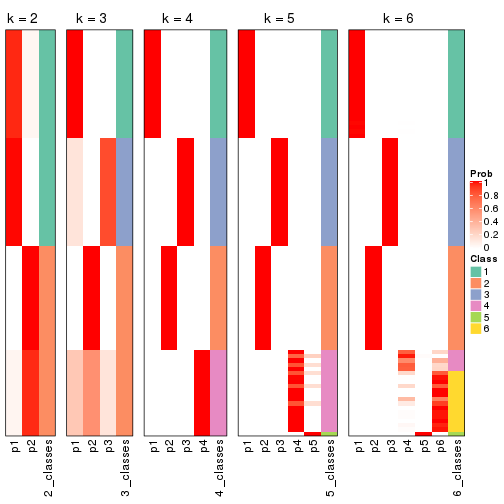 k = 2
k = 3
k = 4
k = 5
k = 6
Prob
1
0.8
0.6
0.4
0.2
0
Class
1
2
3
4
5
6
p1
p2
2_classes
p1
p2
p3
3_classes
p1
p2
p3
p4
4_classes
p1
p2
p3
p4
p5
5_classes
p1
p2
p3
p4
p5
p6
6_classes